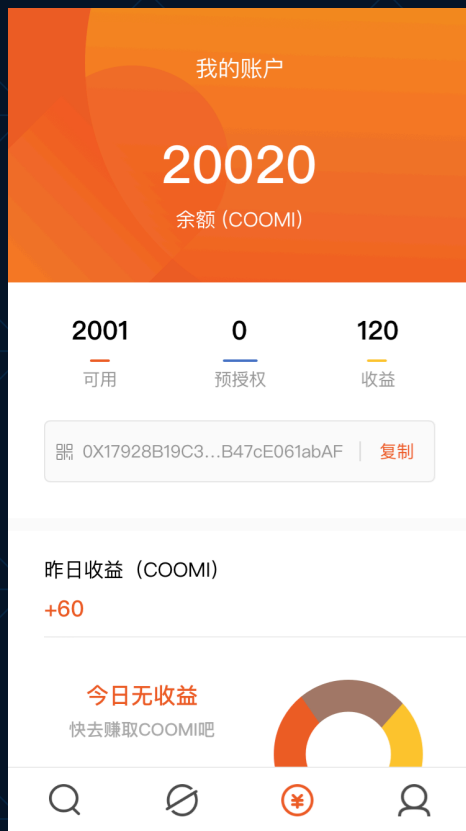 我的账户
20020
余额 (COOMI)
2001 0 120
可用 预授权 收益
0X17928B19C3...B47cE061abAF 复制
昨日收益（COOMI）
+60
今日无收益
快去赚取COOMI吧
¥